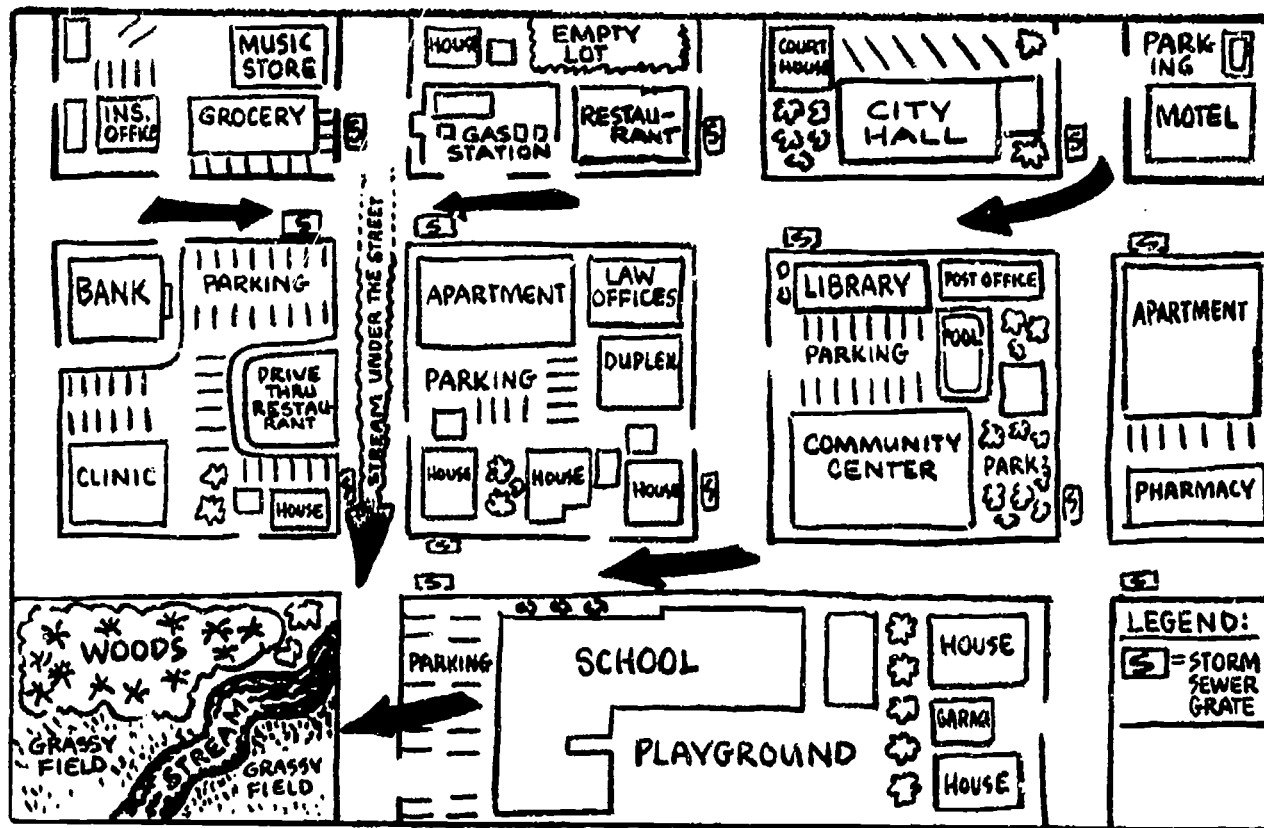 MUSIC
STORE
INS.
OFFICE
GROCERY
S
HOUSE
EMPTY
LOT
GAS
STATION
RESTAU-
RANT
S
COURT
HOUSE
CITY
HALL
S
PARK-
ING
MOTEL
S
S
S
S
BANK
PARKING
DRIVE
THRU
RESTAU-
RANT
CLINIC
HOUSE
STREAM UNDER THE STREET
APARTMENT
LAW
OFFICES
DUPLEX
PARKING
HOUSE
HOUSE
HOUSE
S
S
LIBRARY
POST OFFICE
PARKING
POOL
COMMUNITY
CENTER
PARK
S
APARTMENT
PHARMACY
S
S
WOODS
GRASSY
FIELD
STREAM
GRASSY
FIELD
PARKING
SCHOOL
PLAYGROUND
HOUSE
GARAGE
HOUSE
LEGEND:
S = STORM
SEWER
GRATE